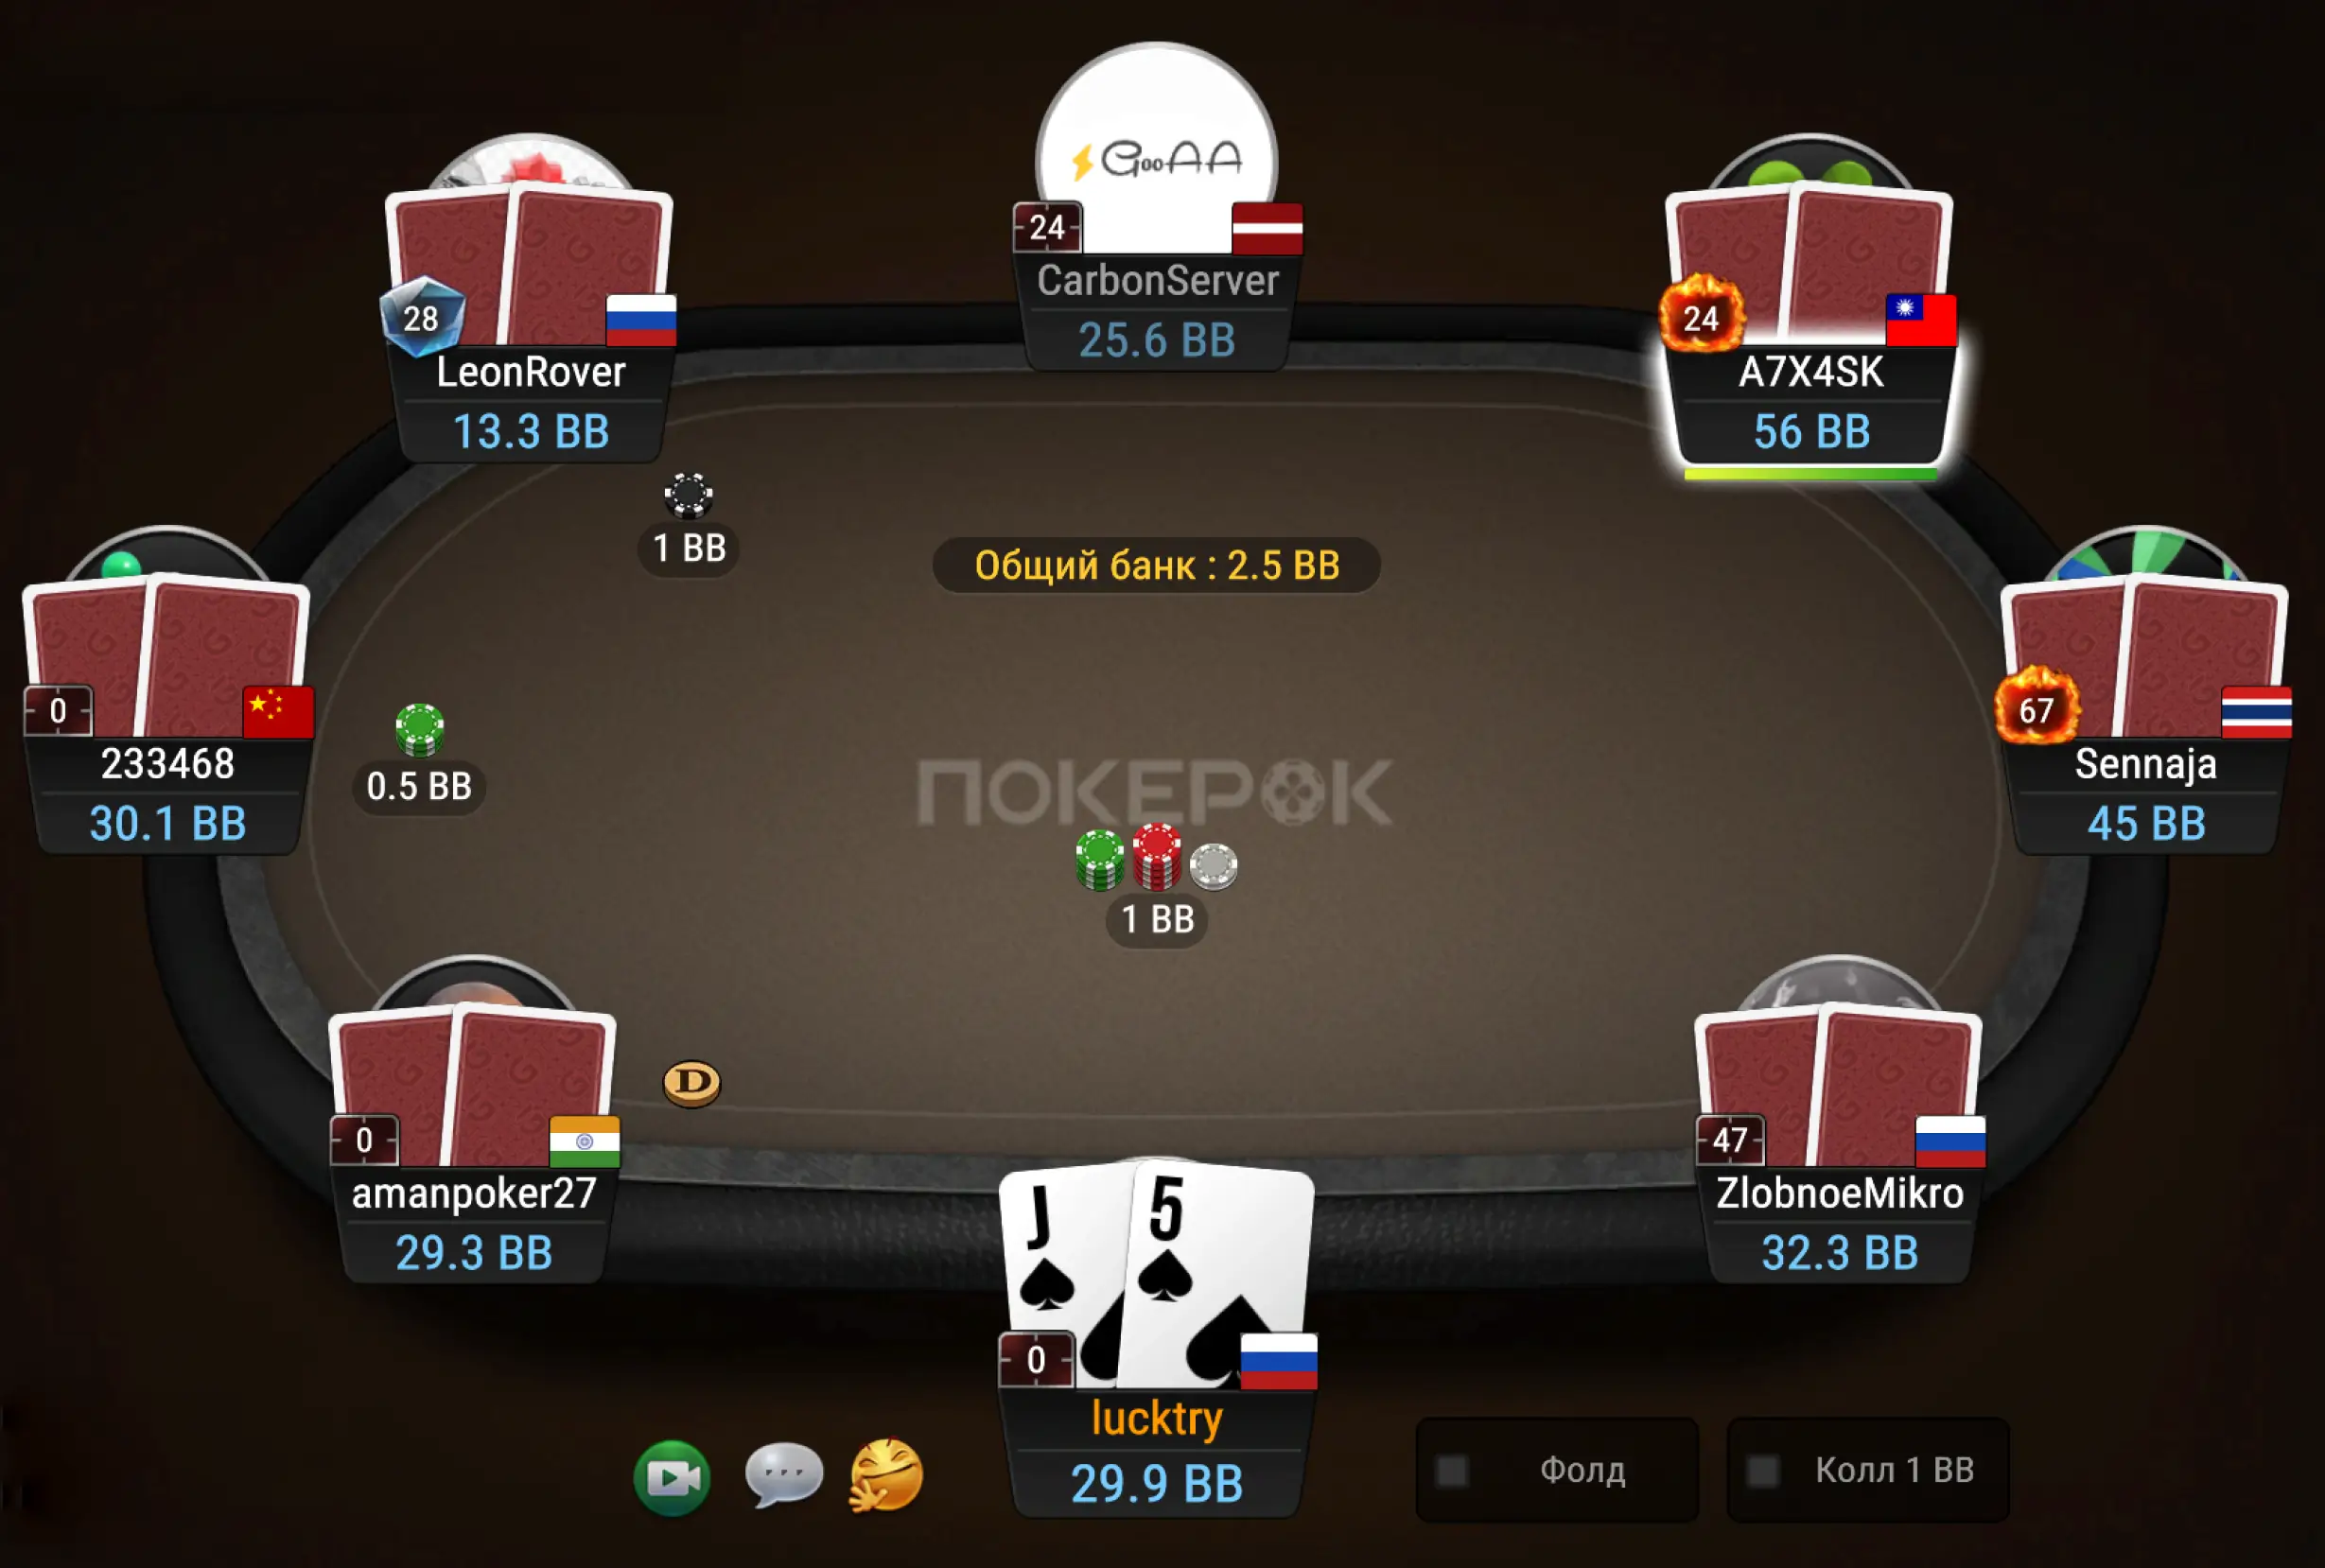 GooAA
24
CarbonServer
25.6 BB
28
LeonRover
13.3 BB
24
A7X4SK
56 BB
1 BB
Общий банк : 2.5 BB
0
233468
30.1 BB
0.5 BB
67
Sennaja
45 BB
ПОКЕРОК
1 BB
D
0
amanpoker27
29.3 BB
47
ZlobnoeMikro
32.3 BB
J
5
0
lucktry
29.9 BB
Фолд
Колл 1 BB